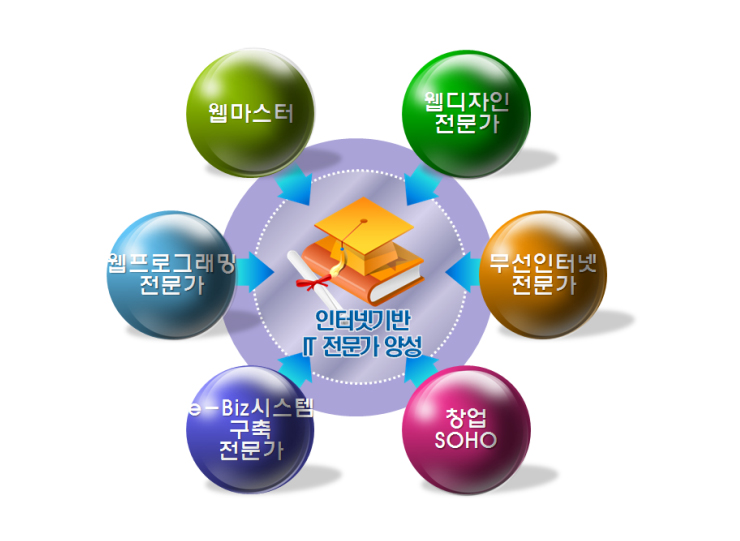 웹마스터
웹디자인
전문가
웹프로그래밍
전문가
무선인터넷
전문가
인터넷기반
IT 전문가 양성
e-Biz시스템
구축
전문가
창업
SOHO